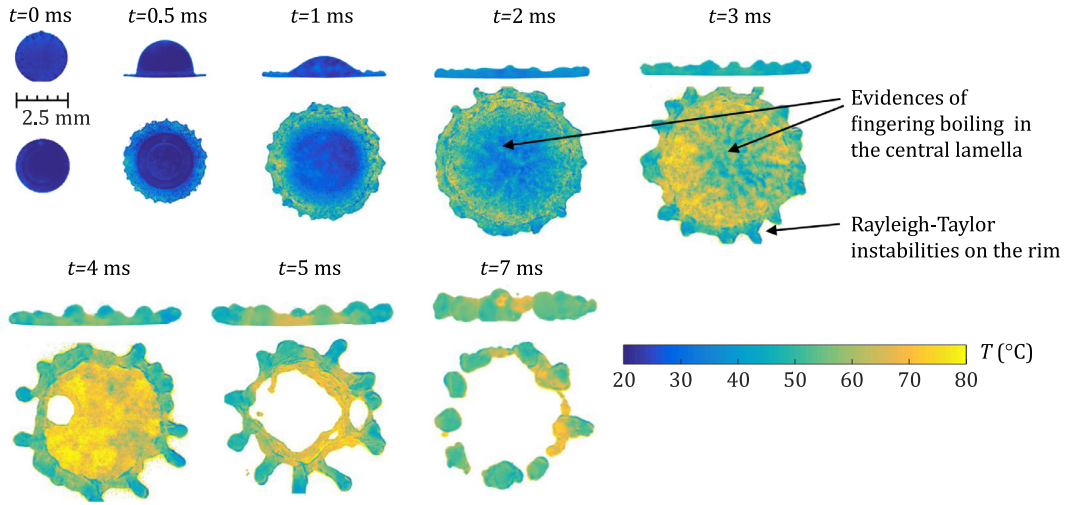 t=0 ms
t=0.5 ms
t=1 ms
t=2 ms
t=3 ms
2.5 mm
Evidences of
fingering boiling in
the central lamella
Rayleigh-Taylor
instabilities on the rim
t=4 ms
t=5 ms
t=7 ms
T (°C)
20 30 40 50 60 70 80